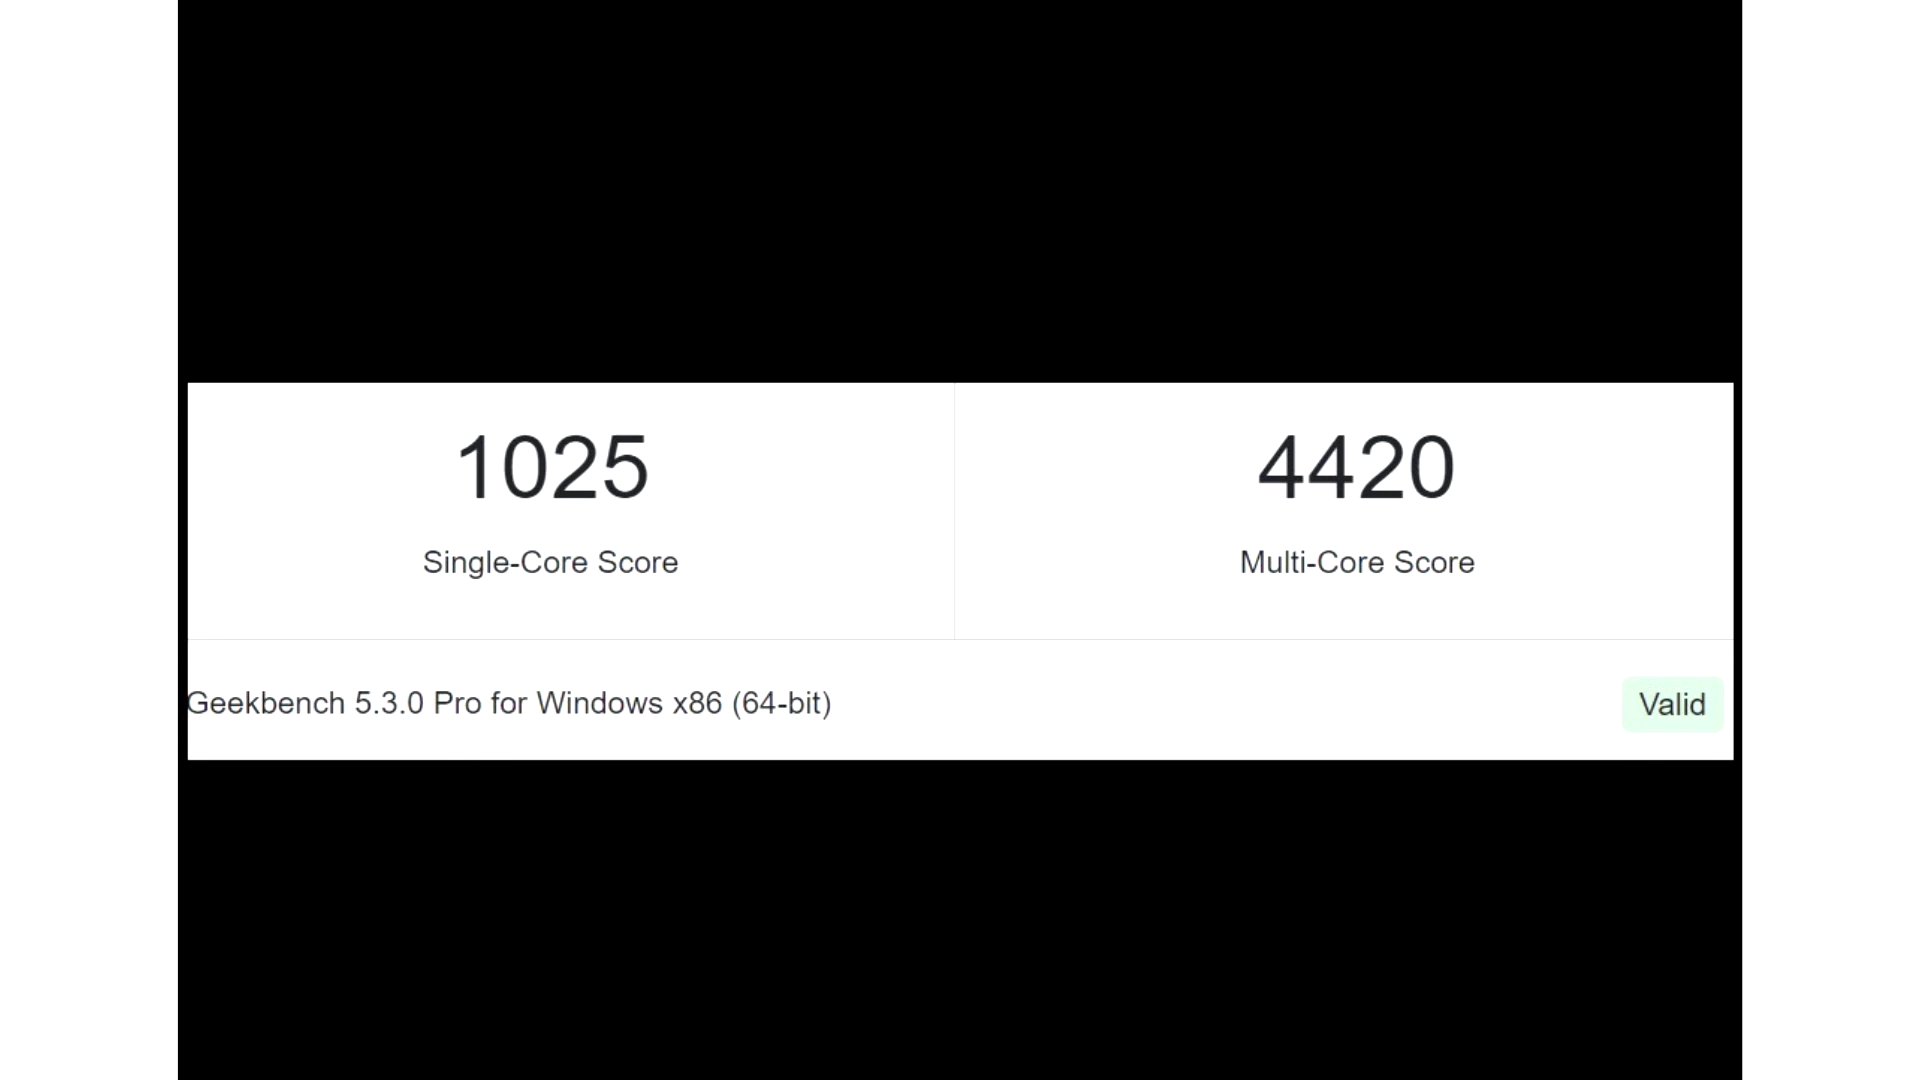 1025
4420
Single-Core Score
Multi-Core Score
Geekbench 5.3.0 Pro for Windows x86 (64-bit)
Valid